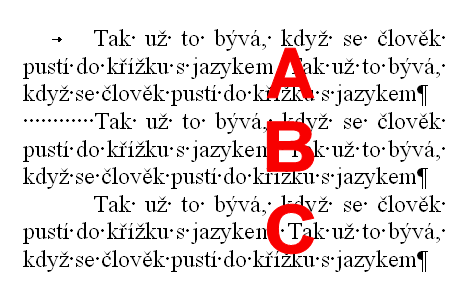 → Tak· už· to· bývá,· když· se· člověk·
pustí·do·křížku·s·jazykem.·Tak·už·to·bývá,·
když·se·člověk·pustí·do·křížku·s·jazykem¶
A
············Tak· už· to· bývá,· když· se· člověk·
pustí·do·křížku·s·jazykem.·Tak·už·to·bývá,·
když·se·člověk·pustí·do·křížku·s·jazykem¶
B
Tak· už· to· bývá,· když· se· člověk·
pustí·do·křížku·s·jazykem.·Tak·už·to·bývá,·
když·se·člověk·pustí·do·křížku·s·jazykem¶
C